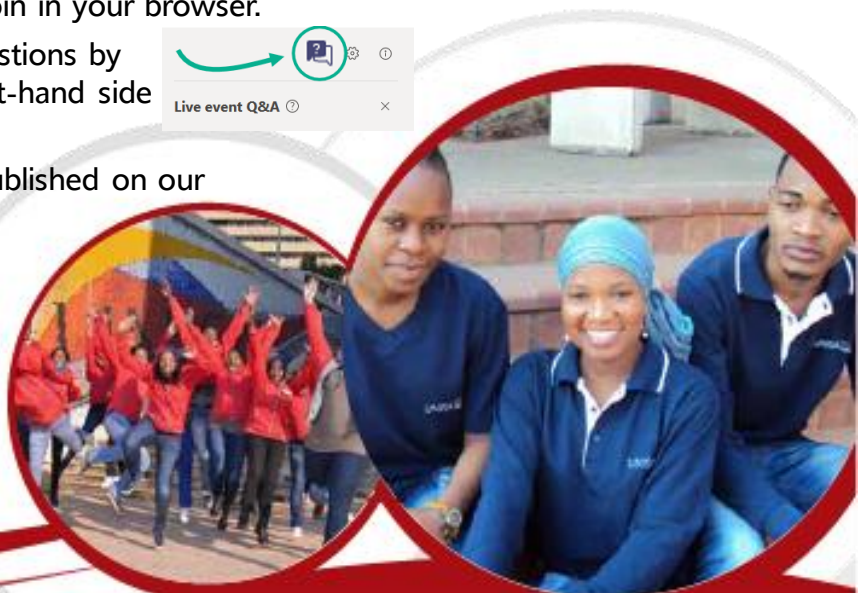 oin in your browser.
stions by
t-hand side
Live event Q&A
ublished on our